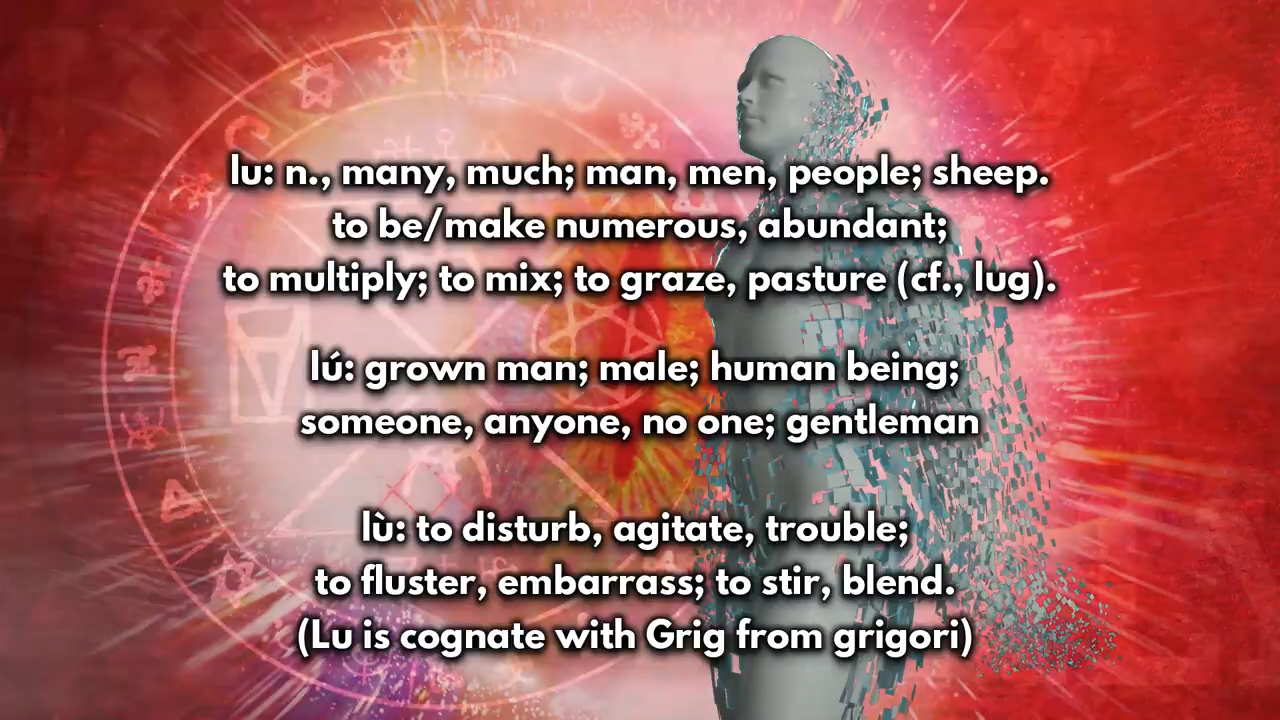 lu: n., many, much; man, men, people; sheep.
to be/make numerous, abundant;
to multiply; to mix; to graze, pasture (cf., lug).
lú: grown man; male; human being;
someone, anyone, no one; gentleman
lù: to disturb, agitate, trouble;
to fluster, embarrass; to stir, blend.
(Lu is cognate with Grig from grigori)